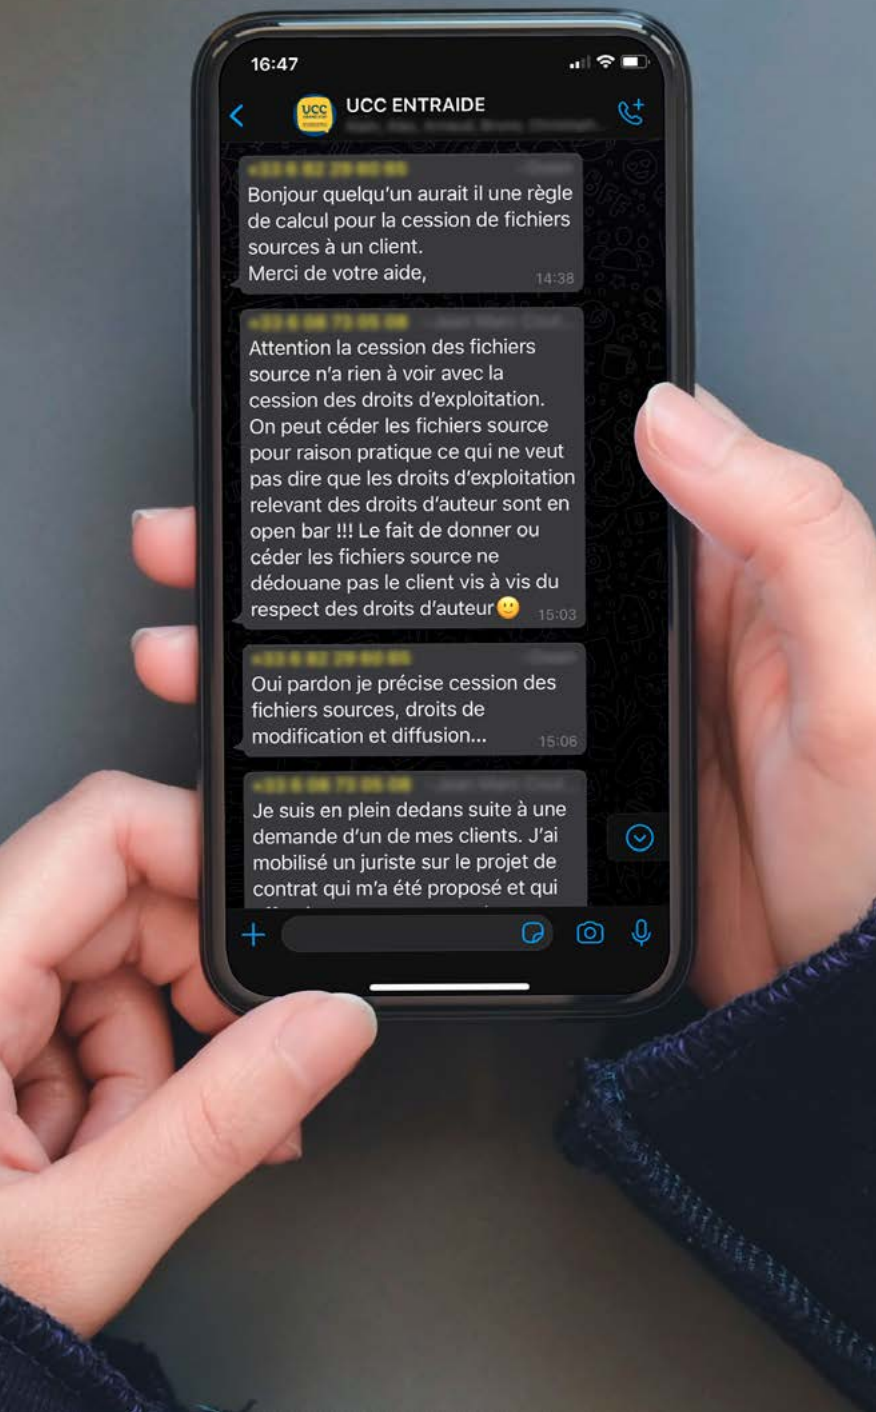 16:47
UCC
UCC ENTRAIDE
Bonjour quelqu'un aurait il une règle
de calcul pour la cession de fichiers
sources à un client.
Merci de votre aide,
14:38
Attention la cession des fichiers
source n'a rien à voir avec la
cession des droits d'exploitation.
On peut céder les fichiers source
pour raison pratique ce qui ne veut
pas dire que les droits d'exploitation
relevant des droits d'auteur sont en
open bar !!! Le fait de donner ou
céder les fichiers source ne
dédouane pas le client vis à vis du
respect des droits d'auteur🙂
15:03
Oui pardon je précise cession des
fichiers sources, droits de
modification et diffusion...
15:06
Je suis en plein dedans suite à une
demande d'un de mes clients. J'ai
mobilisé un juriste sur le projet de
contrat qui m'a été proposé et qui